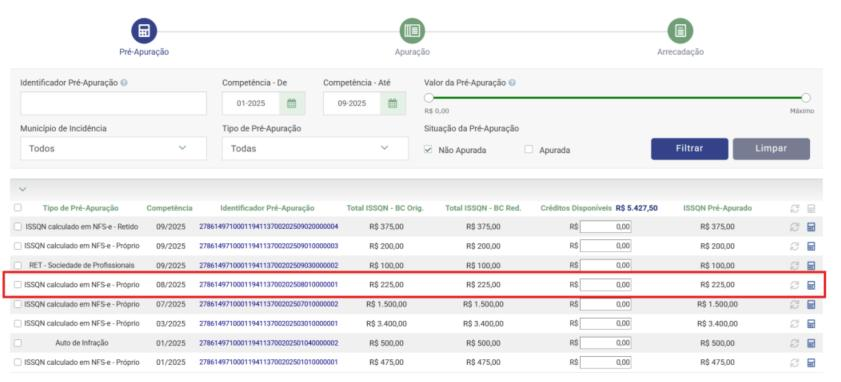 Pré-Apuração
Apuração
Arrecadação
Identificador Pré-Apuração
Competência - De
Competência - Até
Valor da Pré-Apuração
01-2025
09-2025
R$ 0,00
Máximo
Município de Incidência
Tipo de Pré-Apuração
Situação da Pré-Apuração
Todos
Todas
Não Apurada
Apurada
Filtrar
Limpar
Tipo de Pré-Apuração Competência Identificador Pré-Apuração Total ISSQN - BC Orig. Total ISSQN - BC Red. Créditos Disponíveis R$ 5.427,50 ISSQN Pré-Apurado
ISSQN calculado em NFS-e - Retido 09/2025 2786149710001194113700202509020000004 R$ 375,00 R$ 375,00 R$ 0,00 R$ 375,00
ISSQN calculado em NFS-e - Próprio 09/2025 2786149710001194113700202509010000003 R$ 200,00 R$ 200,00 R$ 0,00 R$ 200,00
RET - Sociedade de Profissionais 09/2025 2786149710001194113700202509030000002 R$ 100,00 R$ 100,00 R$ 0,00 R$ 100,00
ISSQN calculado em NFS-e - Próprio 08/2025 2786149710001194113700202508010000001 R$ 225,00 R$ 225,00 R$ 0,00 R$ 225,00
ISSQN calculado em NFS-e - Próprio 07/2025 2786149710001194113700202507010000002 R$ 1.500,00 R$ 1.500,00 R$ 0,00 R$ 1.500,00
ISSQN calculado em NFS-e - Próprio 03/2025 2786149710001194113700202503010000001 R$ 3.400,00 R$ 3.400,00 R$ 0,00 R$ 3.400,00
Auto de Infração 01/2025 2786149710001194113700202501040000002 R$ 500,00 R$ 500,00 R$ 0,00 R$ 500,00
ISSQN calculado em NFS-e - Próprio 01/2025 2786149710001194113700202501010000001 R$ 475,00 R$ 475,00 R$ 0,00 R$ 475,00